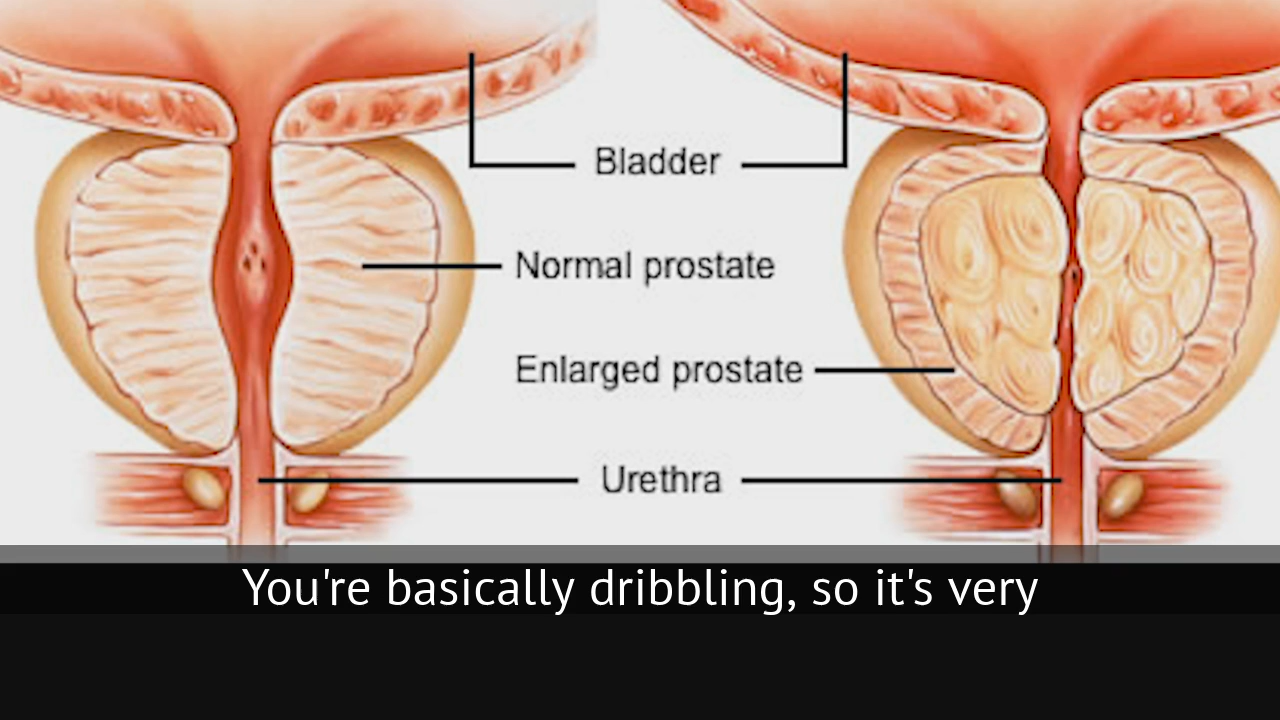 Bladder
Normal prostate
Enlarged prostate
Urethra
You're basically dribbling, so it's very